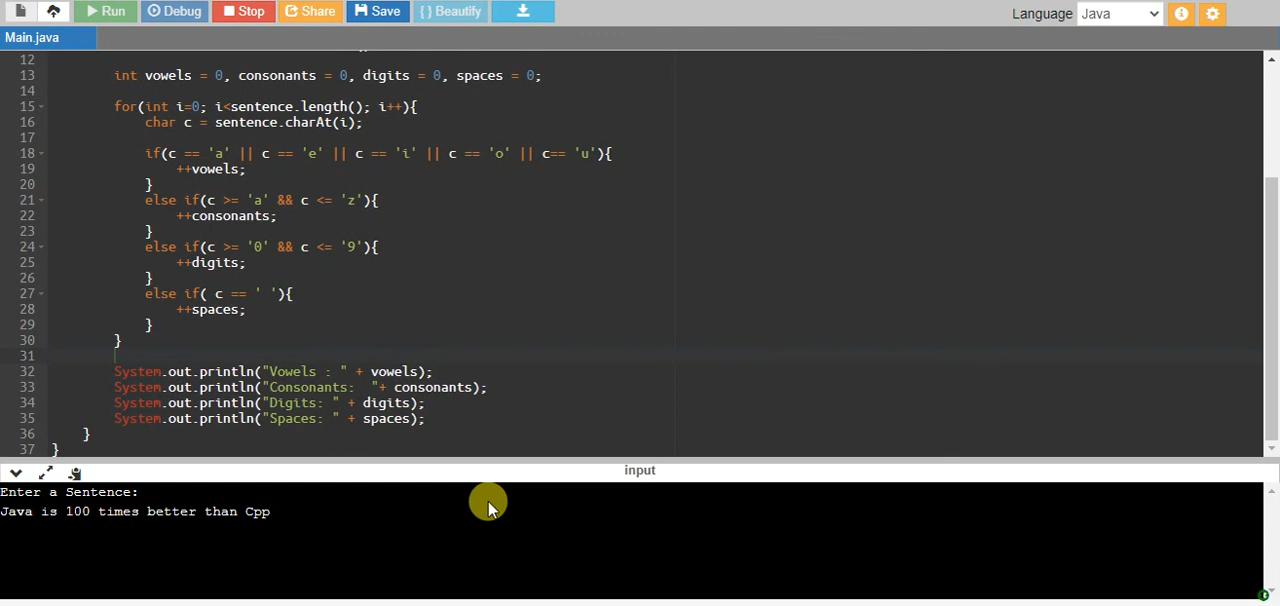 Run Debug Stop Share Save { } Beautify Language Java
Main.java
12
13 int vowels = 0, consonants = 0, digits = 0, spaces = 0;
14
15 for(int i=0; i<sentence.length(); i++){
16 char c = sentence.charAt(i);
17
18 if(c == 'a' || c == 'e' || c == 'i' || c == 'o' || c== 'u'){
19 ++vowels;
20 }
21 else if(c >= 'a' && c <= 'z'){
22 ++consonants;
23 }
24 else if(c >= '0' && c <= '9'){
25 ++digits;
26 }
27 else if( c == ' '){
28 ++spaces;
29 }
30 }
31
32 System.out.println("Vowels : " + vowels);
33 System.out.println("Consonants:  "+ consonants);
34 System.out.println("Digits: " + digits);
35 System.out.println("Spaces: " + spaces);
36 }
37 }
input
Enter a Sentence:
Java is 100 times better than Cpp